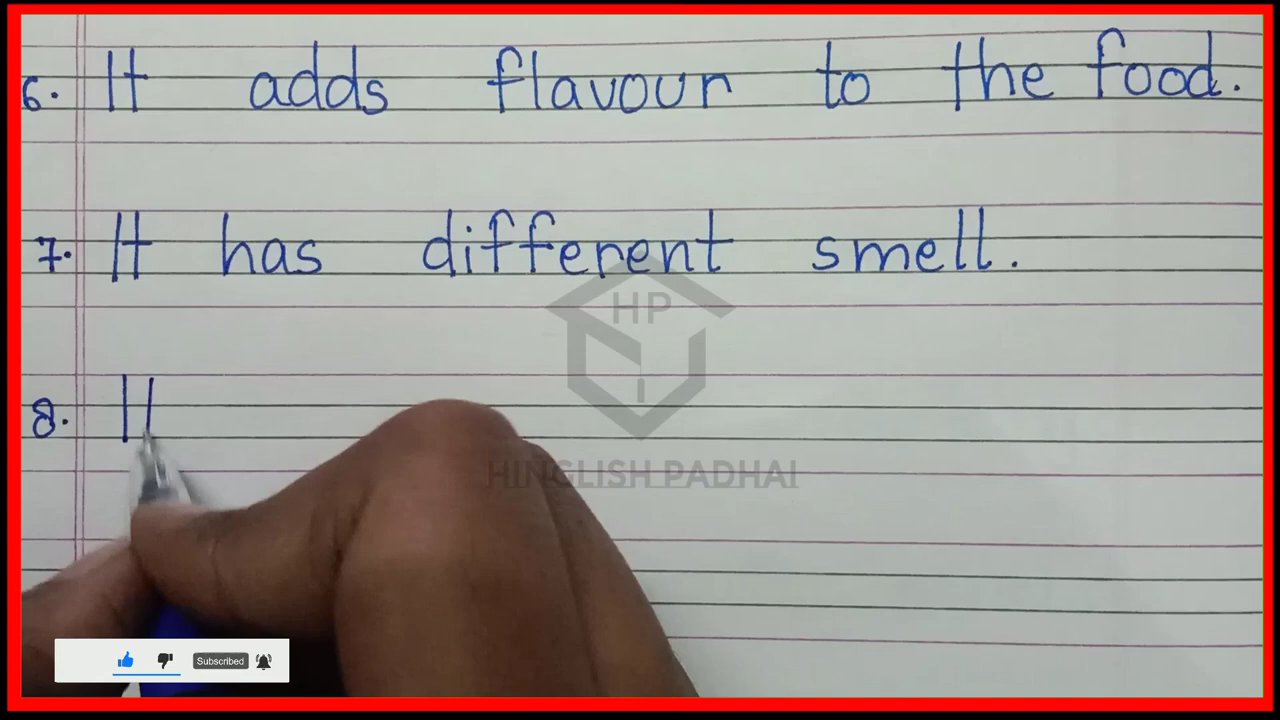 6. It adds flavour to the food.
7. It has different smell.
8. It
HP
HINGLISH PADHAI
Subscribed